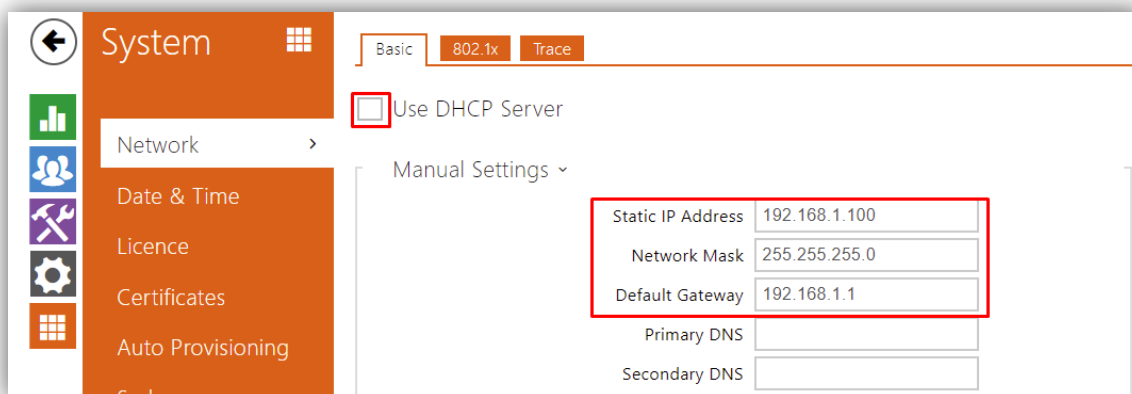 System
Network
Date & Time
Licence
Certificates
Auto Provisioning
Basic
802.1x
Trace
Use DHCP Server
Manual Settings
Static IP Address 192.168.1.100
Network Mask 255.255.255.0
Default Gateway 192.168.1.1
Primary DNS
Secondary DNS